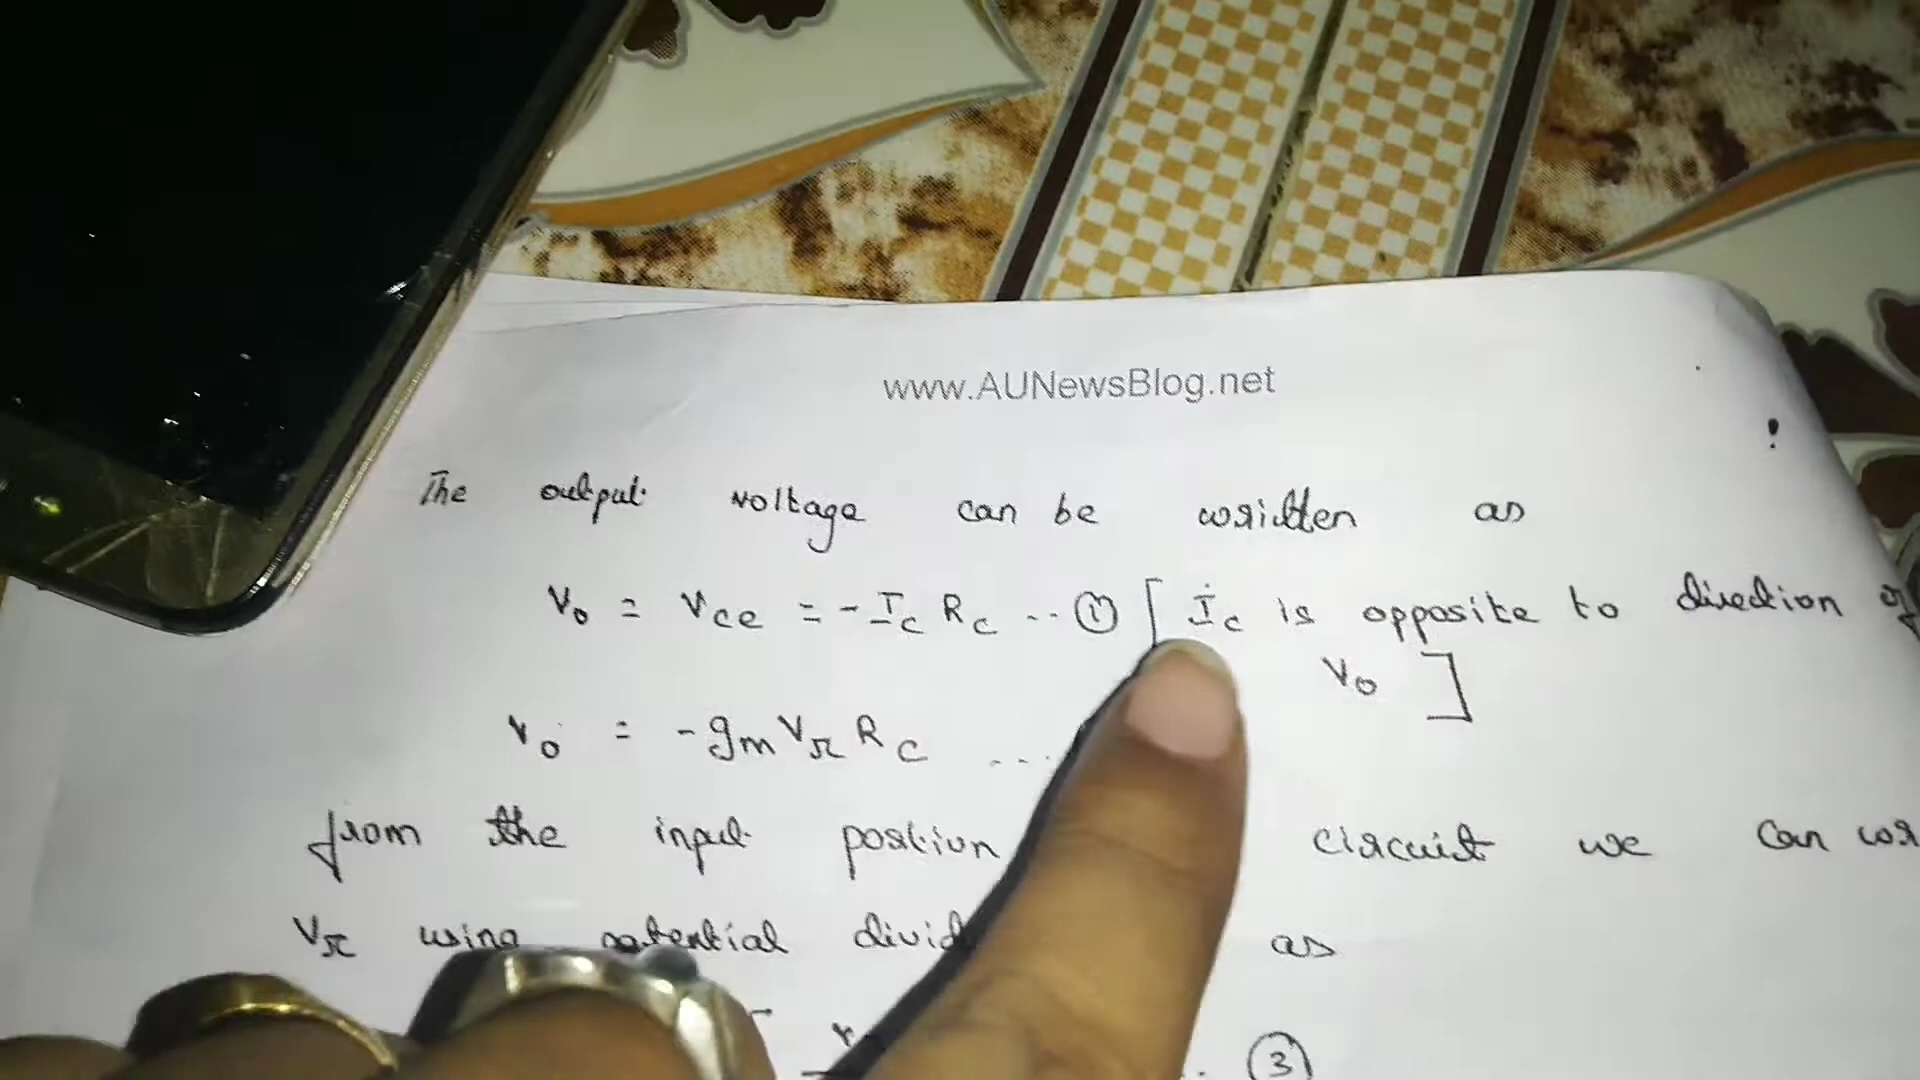 www.AUNewsBlog.net
The output voltage can be written as
V₀ = Vce = -Ic Rc ... ① [ Ic is opposite to direction of
V₀ ]
V₀ = -gm Vπ Rc ...
from the input portion circuit we can
Vπ using potential as
③